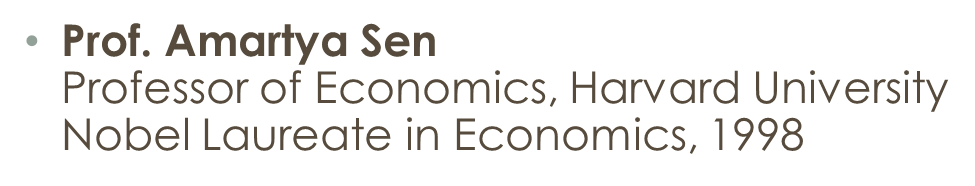 • Prof. Amartya Sen
Professor of Economics, Harvard University
Nobel Laureate in Economics, 1998